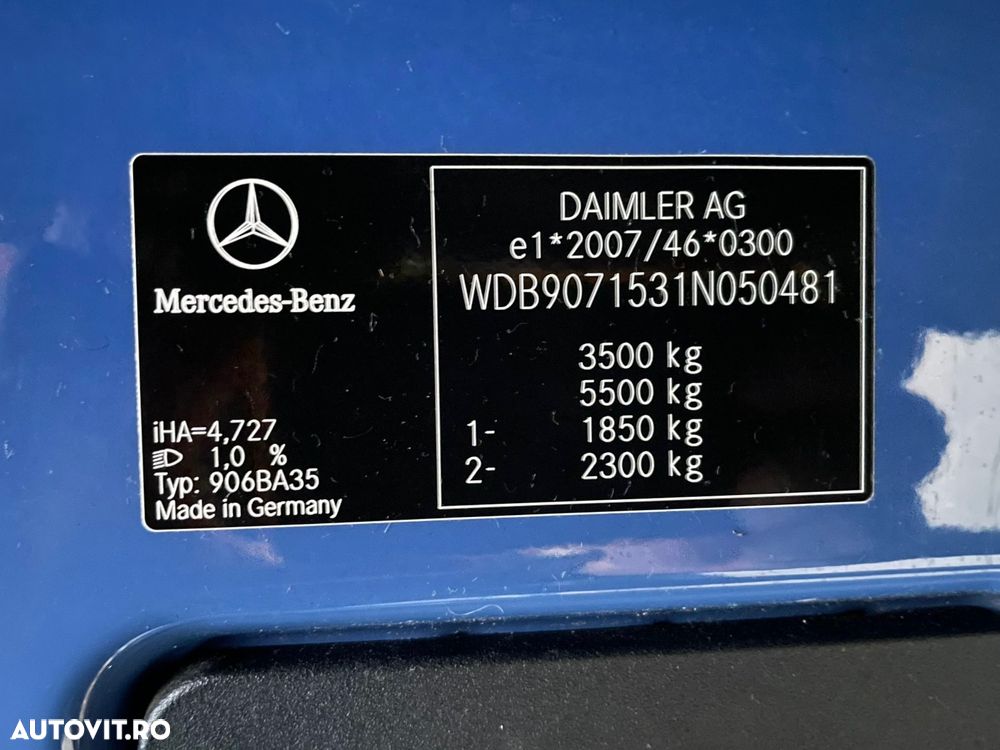 Mercedes-Benz
iHA=4,727
1,0 %
Typ: 906BA35
Made in Germany
DAIMLER AG
e1*2007/46*0300
WDB9071531N050481
3500 kg
5500 kg
1- 1850 kg
2- 2300 kg
AUTOVIT.RO